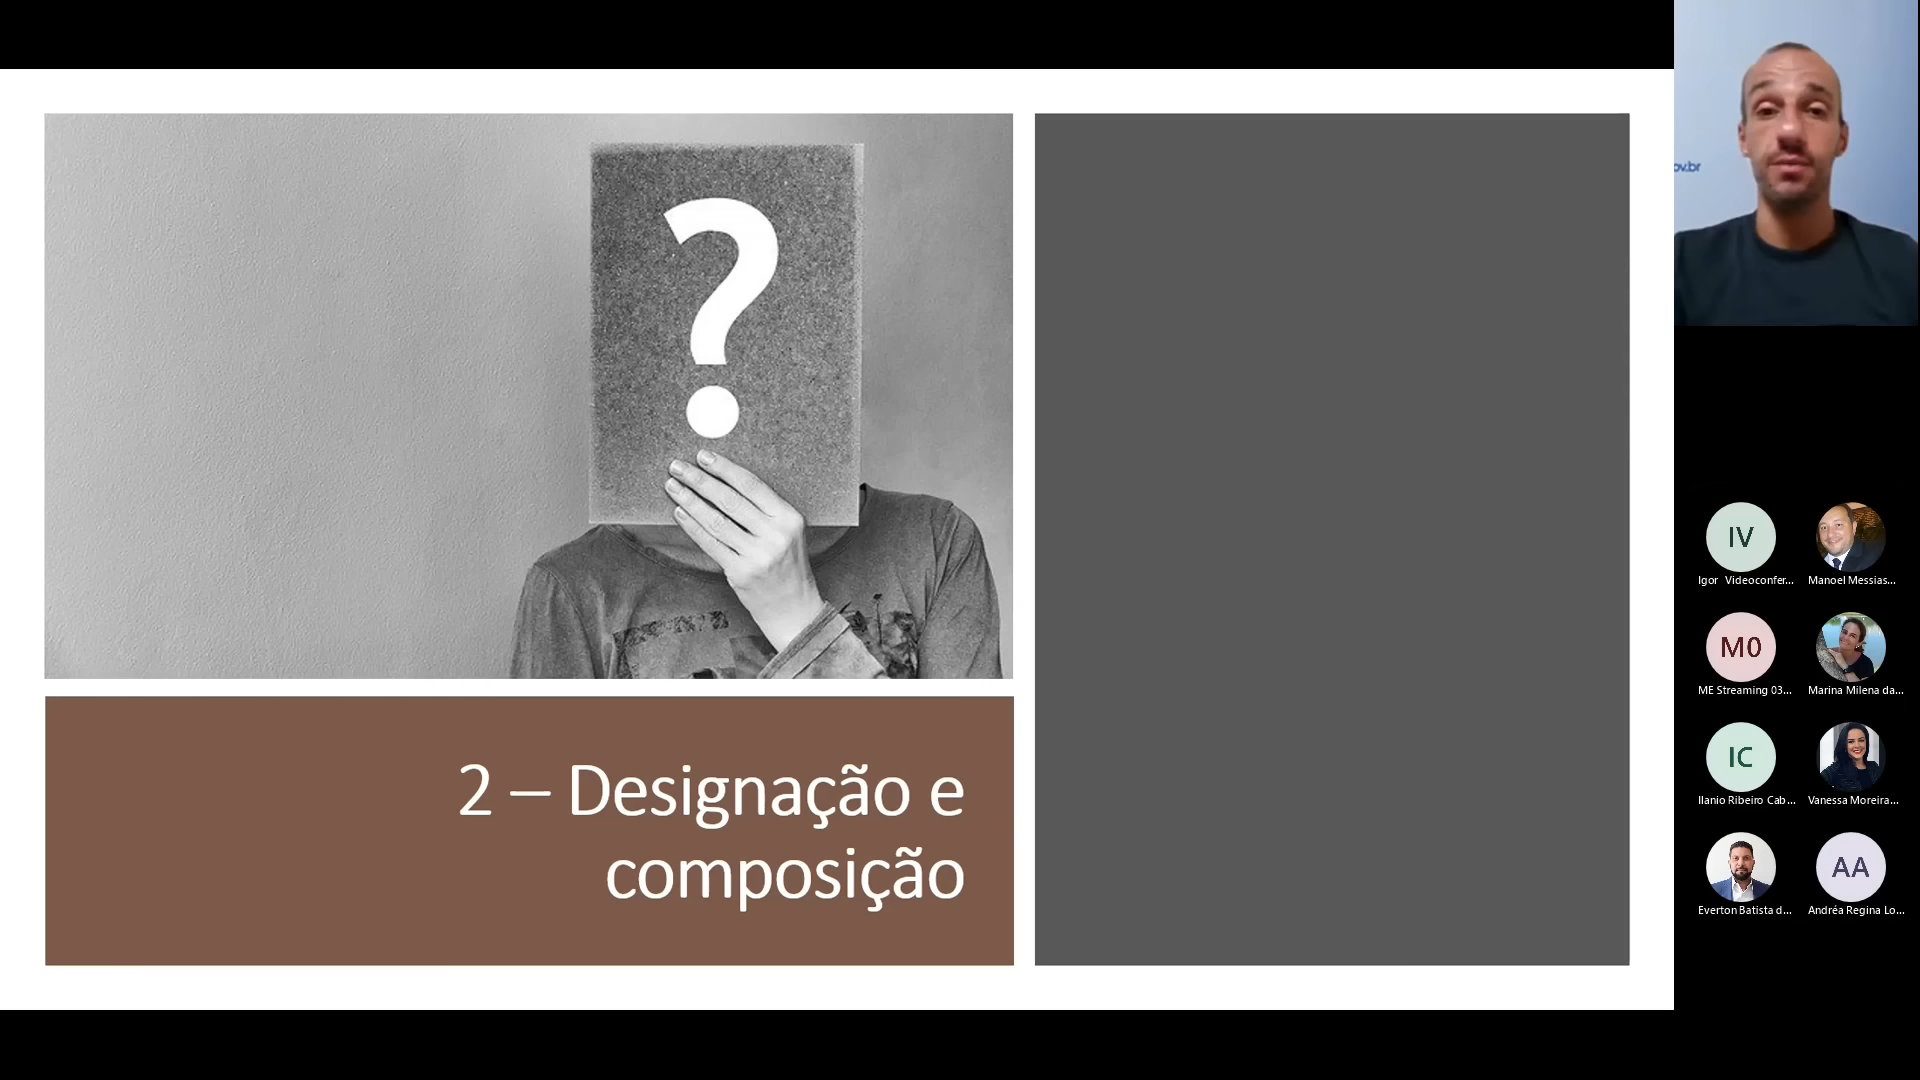 ?
2 – Designação e
composição
ov.br
IV
Igor Videoconfer...
Manoel Messias...
M0
ME Streaming 03...
Marina Milena da...
IC
Ilanio Ribeiro Cab...
Vanessa Moreira...
Everton Batista d...
AA
Andréa Regina Lo...